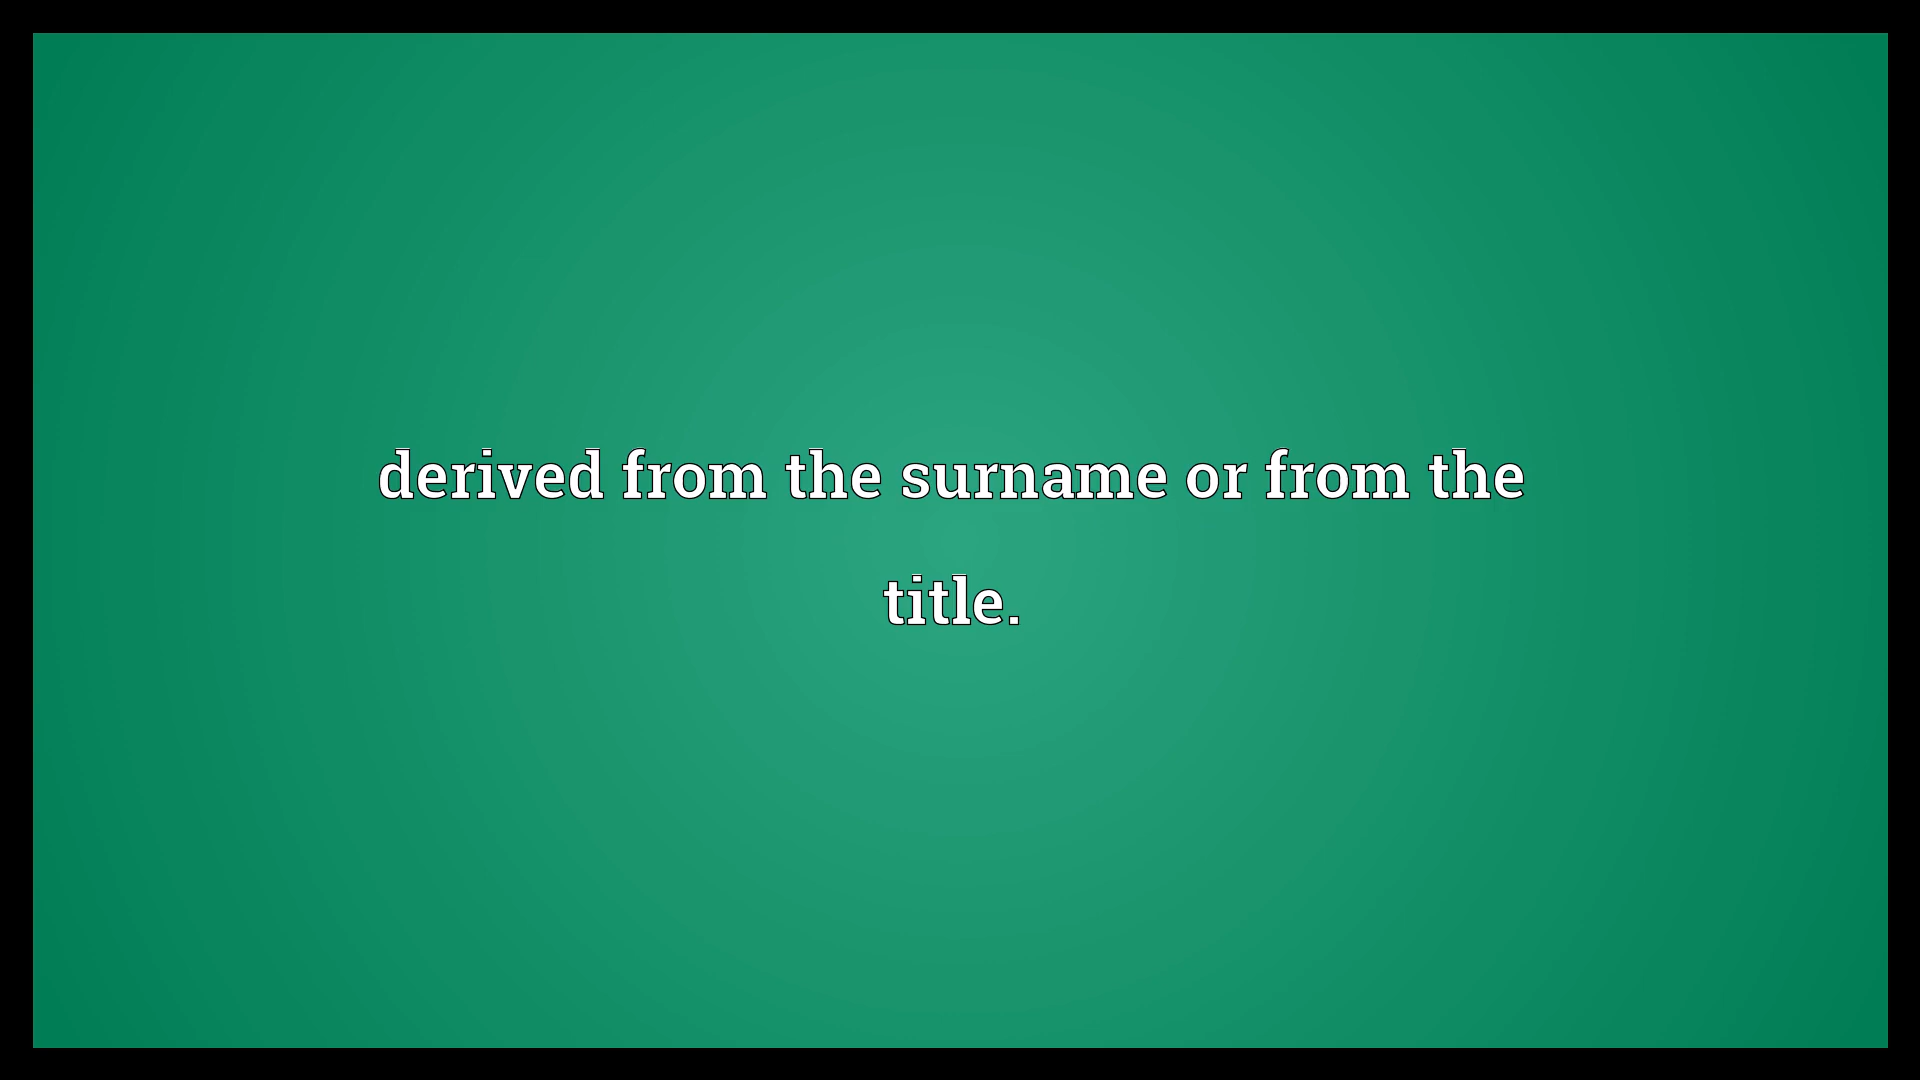 derived from the surname or from the
title.